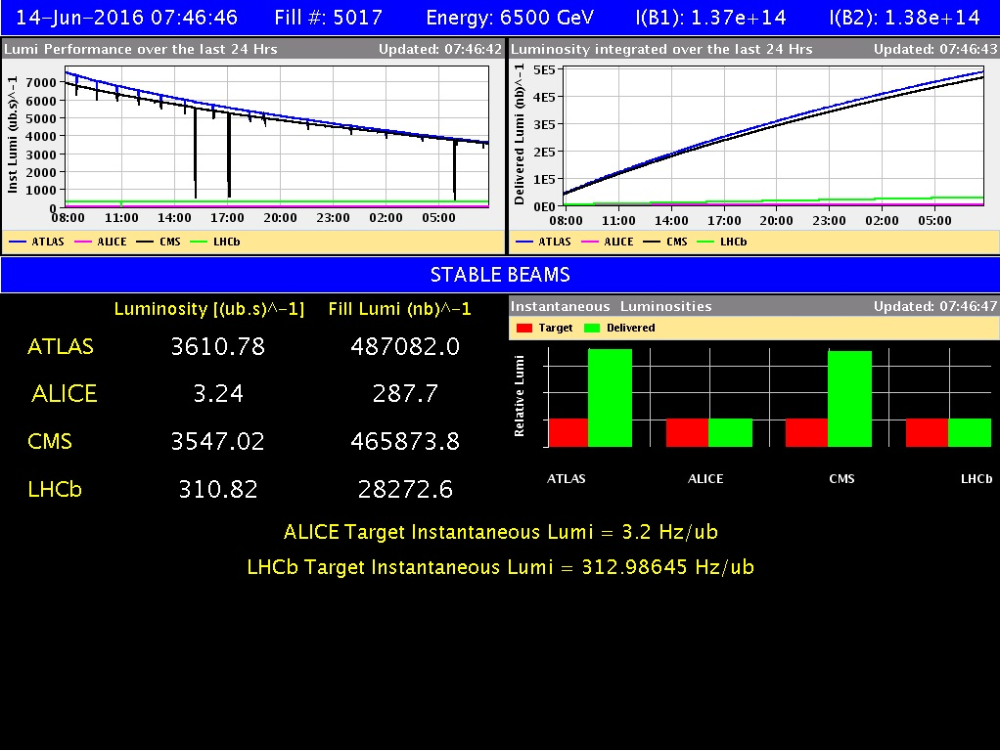 14-Jun-2016 07:46:46 Fill #: 5017 Energy: 6500 GeV I(B1): 1.37e+14 I(B2): 1.38e+14
Lumi Performance over the last 24 Hrs Updated: 07:46:42
Inst Lumi (ub.s)^-1
7000
6000
5000
4000
3000
2000
1000
0
08:00 11:00 14:00 17:00 20:00 23:00 02:00 05:00
ATLAS ALICE CMS LHCb
Luminosity integrated over the last 24 Hrs Updated: 07:46:43
Delivered Lumi (nb)^-1
5E5
4E5
3E5
2E5
1E5
0E0
08:00 11:00 14:00 17:00 20:00 23:00 02:00 05:00
ATLAS ALICE CMS LHCb
STABLE BEAMS
Luminosity [(ub.s)^-1] Fill Lumi (nb)^-1
ATLAS 3610.78 487082.0
ALICE 3.24 287.7
CMS 3547.02 465873.8
LHCb 310.82 28272.6
Instantaneous Luminosities Updated: 07:46:47
Target Delivered
Relative Lumi
ATLAS ALICE CMS LHCb
ALICE Target Instantaneous Lumi = 3.2 Hz/ub
LHCb Target Instantaneous Lumi = 312.98645 Hz/ub